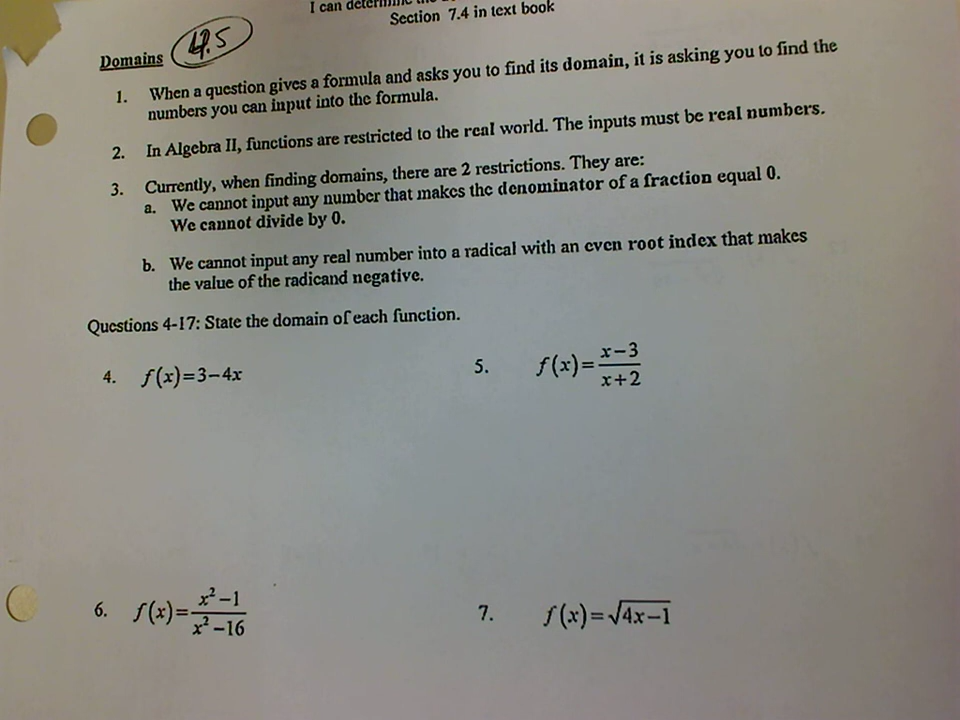 I can determine the
Section 7.4 in text book
Domains 4.5
1. When a question gives a formula and asks you to find its domain, it is asking you to find the
numbers you can input into the formula.
2. In Algebra II, functions are restricted to the real world. The inputs must be real numbers.
3. Currently, when finding domains, there are 2 restrictions. They are:
a. We cannot input any number that makes the denominator of a fraction equal 0.
We cannot divide by 0.
b. We cannot input any real number into a radical with an even root index that makes
the value of the radicand negative.
Questions 4-17: State the domain of each function.
4. f(x)=3−4x 5. f(x)=(x−3)/(x+2)
6. f(x)=(x²−1)/(x²−16) 7. f(x)=√(4x−1)